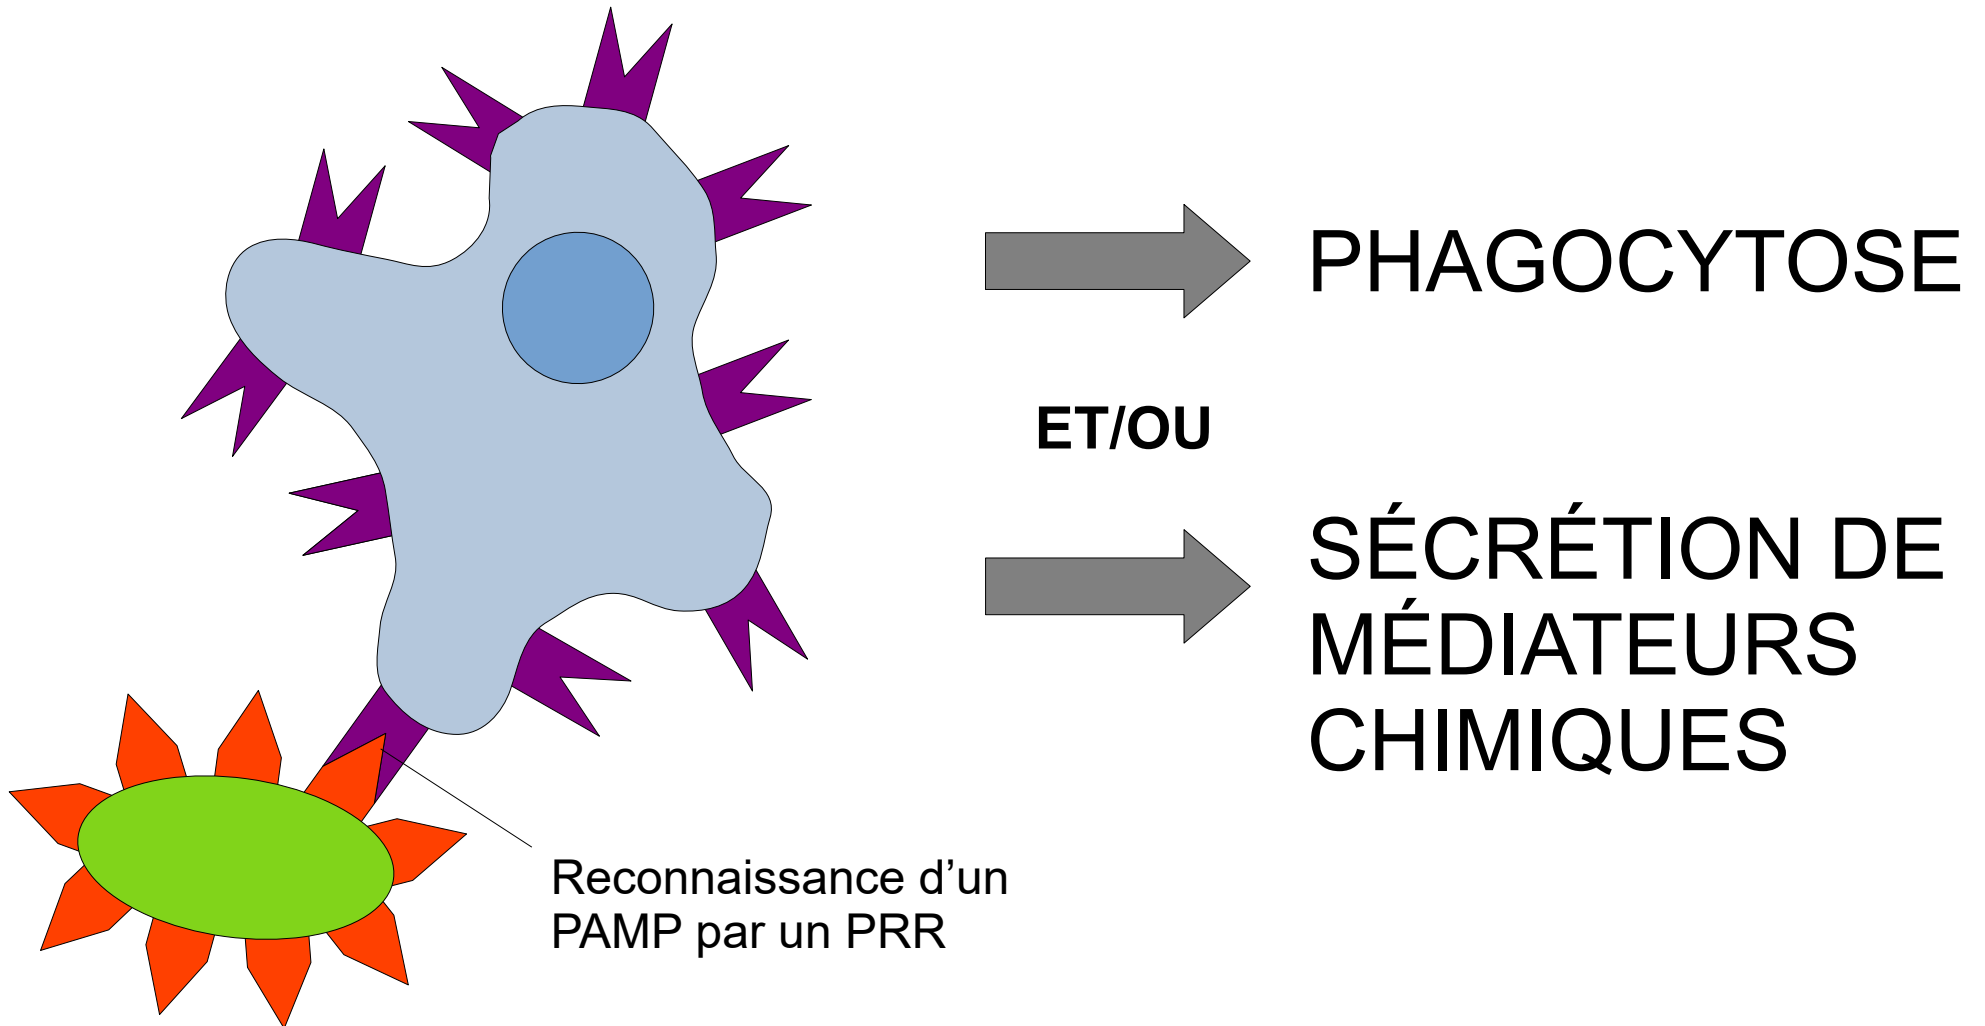 PHAGOCYTOSE
ET/OU
SÉCRÉTION DE
MÉDIATEURS
CHIMIQUES
Reconnaissance d’un
PAMP par un PRR